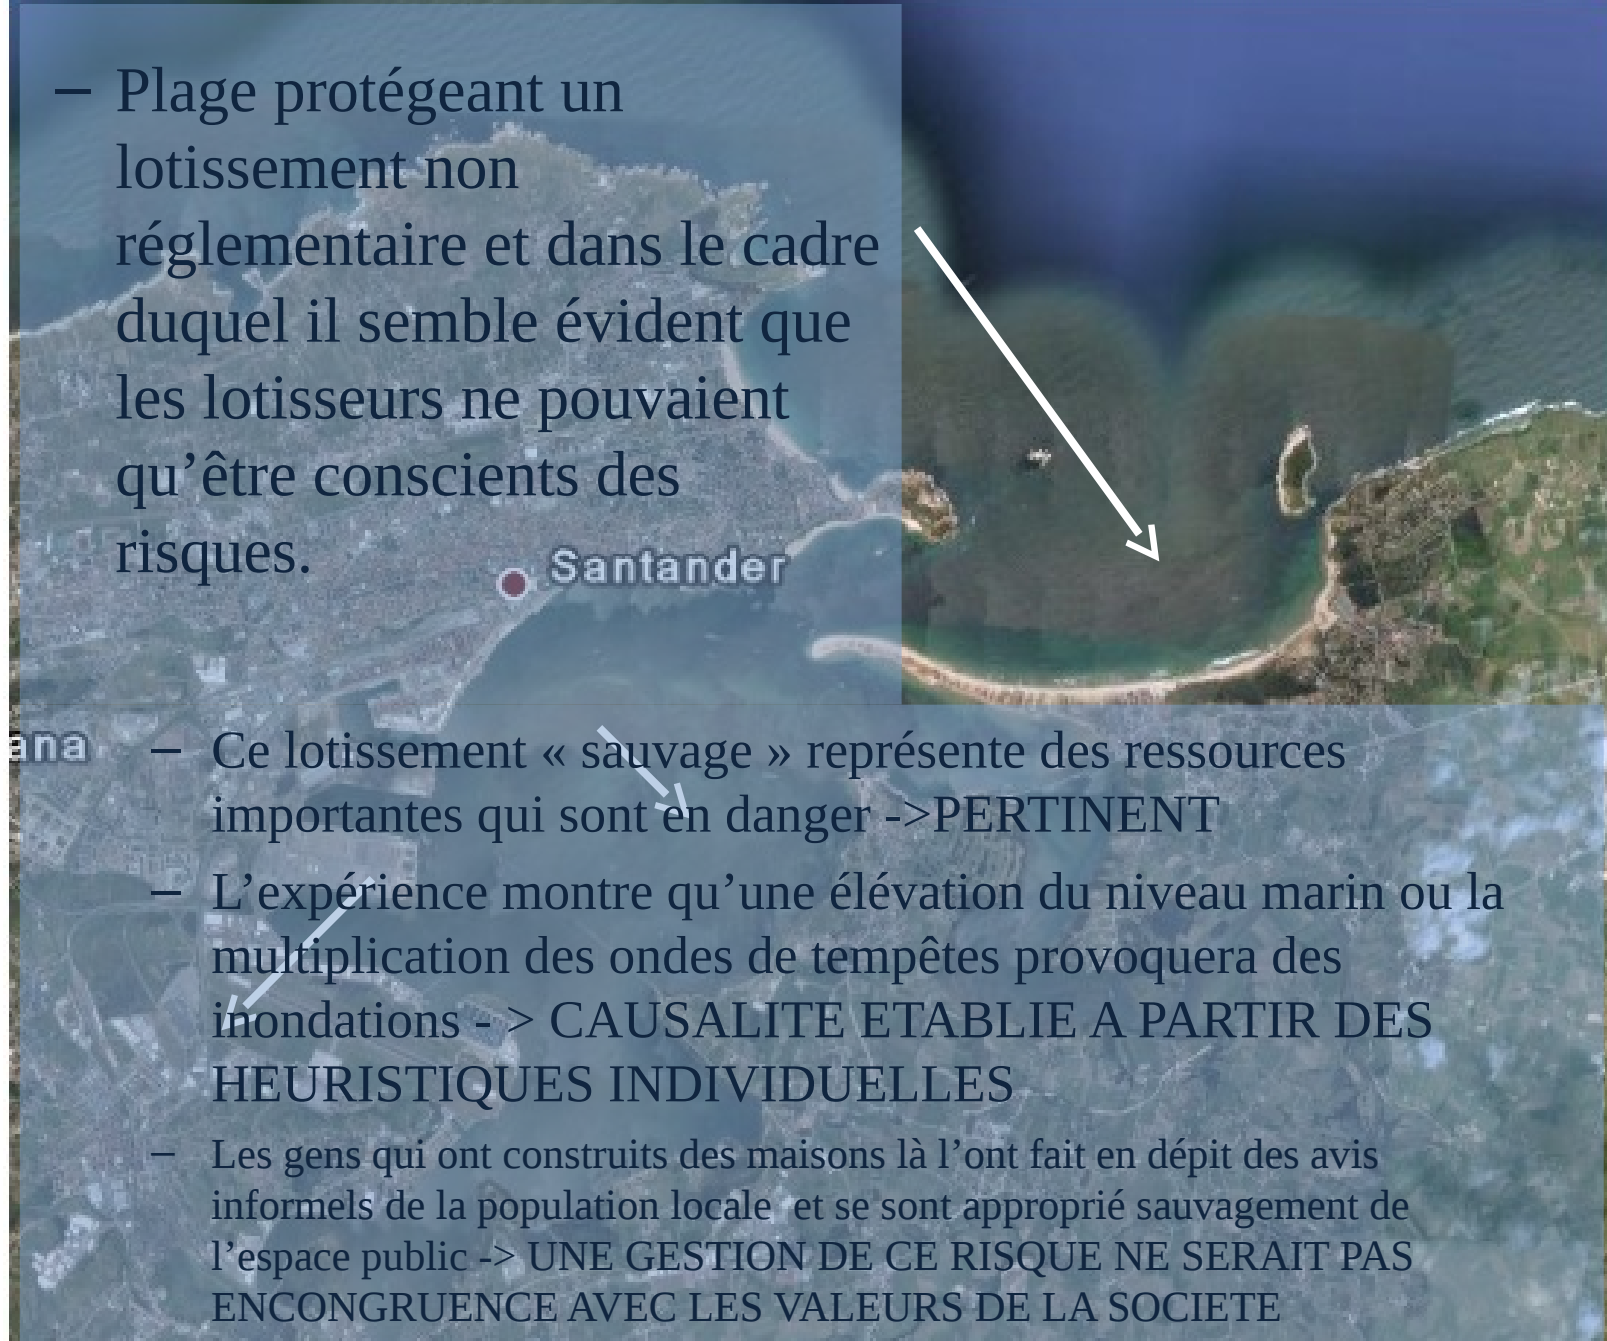 – Plage protégeant un
lotissement non
réglementaire et dans le cadre
duquel il semble évident que
les lotisseurs ne pouvaient
qu’être conscients des
risques.
Santander
ana
– Ce lotissement « sauvage » représente des ressources
importantes qui sont en danger ->PERTINENT
– L’expérience montre qu’une élévation du niveau marin ou la
multiplication des ondes de tempêtes provoquera des
inondations - > CAUSALITE ETABLIE A PARTIR DES
HEURISTIQUES INDIVIDUELLES
– Les gens qui ont construits des maisons là l’ont fait en dépit des avis
informels de la population locale  et se sont approprié sauvagement de
l’espace public -> UNE GESTION DE CE RISQUE NE SERAIT PAS
ENCONGRUENCE AVEC LES VALEURS DE LA SOCIETE